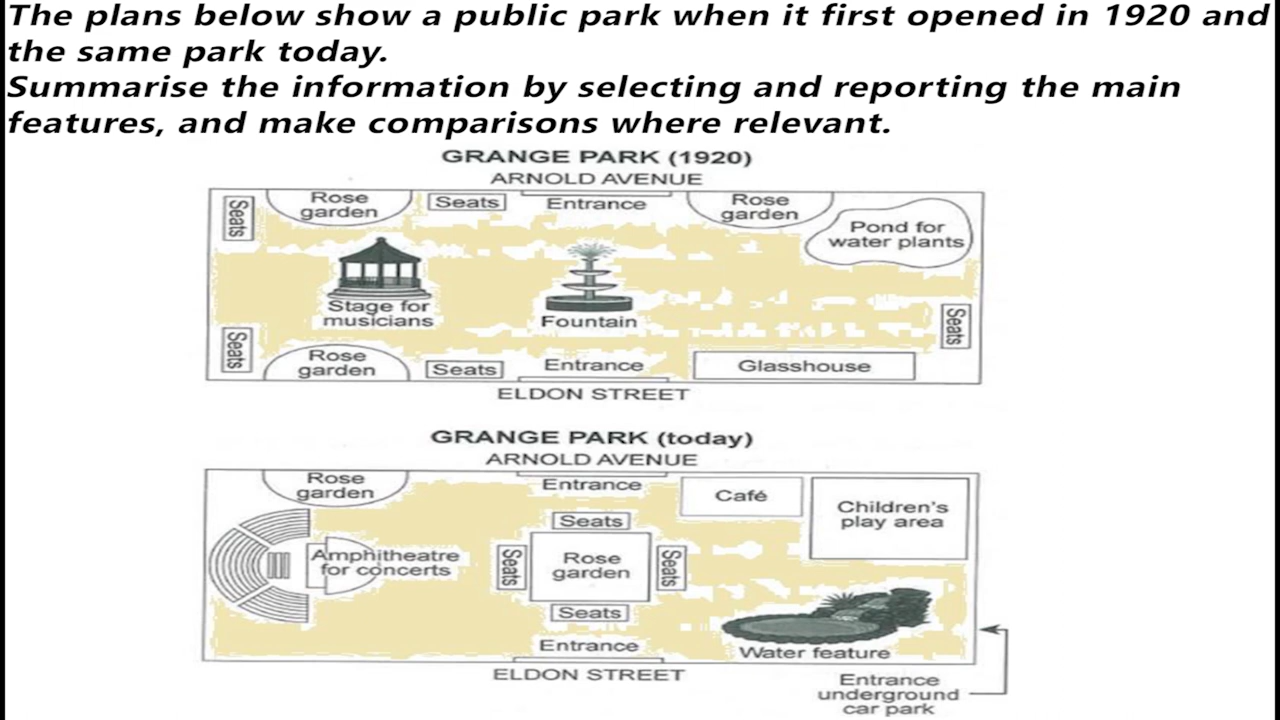 The plans below show a public park when it first opened in 1920 and
the same park today.
Summarise the information by selecting and reporting the main
features, and make comparisons where relevant.
GRANGE PARK (1920)
ARNOLD AVENUE
Seats
Rose
garden
Seats
Entrance
Rose
garden
Pond for
water plants
Stage for
musicians
Fountain
Seats
Seats
Rose
garden
Seats
Entrance
Glasshouse
ELDON STREET
GRANGE PARK (today)
ARNOLD AVENUE
Rose
garden
Entrance
Café
Children's
play area
Seats
Amphitheatre
for concerts
Seats
Rose
garden
Seats
Seats
Entrance
Water feature
ELDON STREET
Entrance
underground
car park